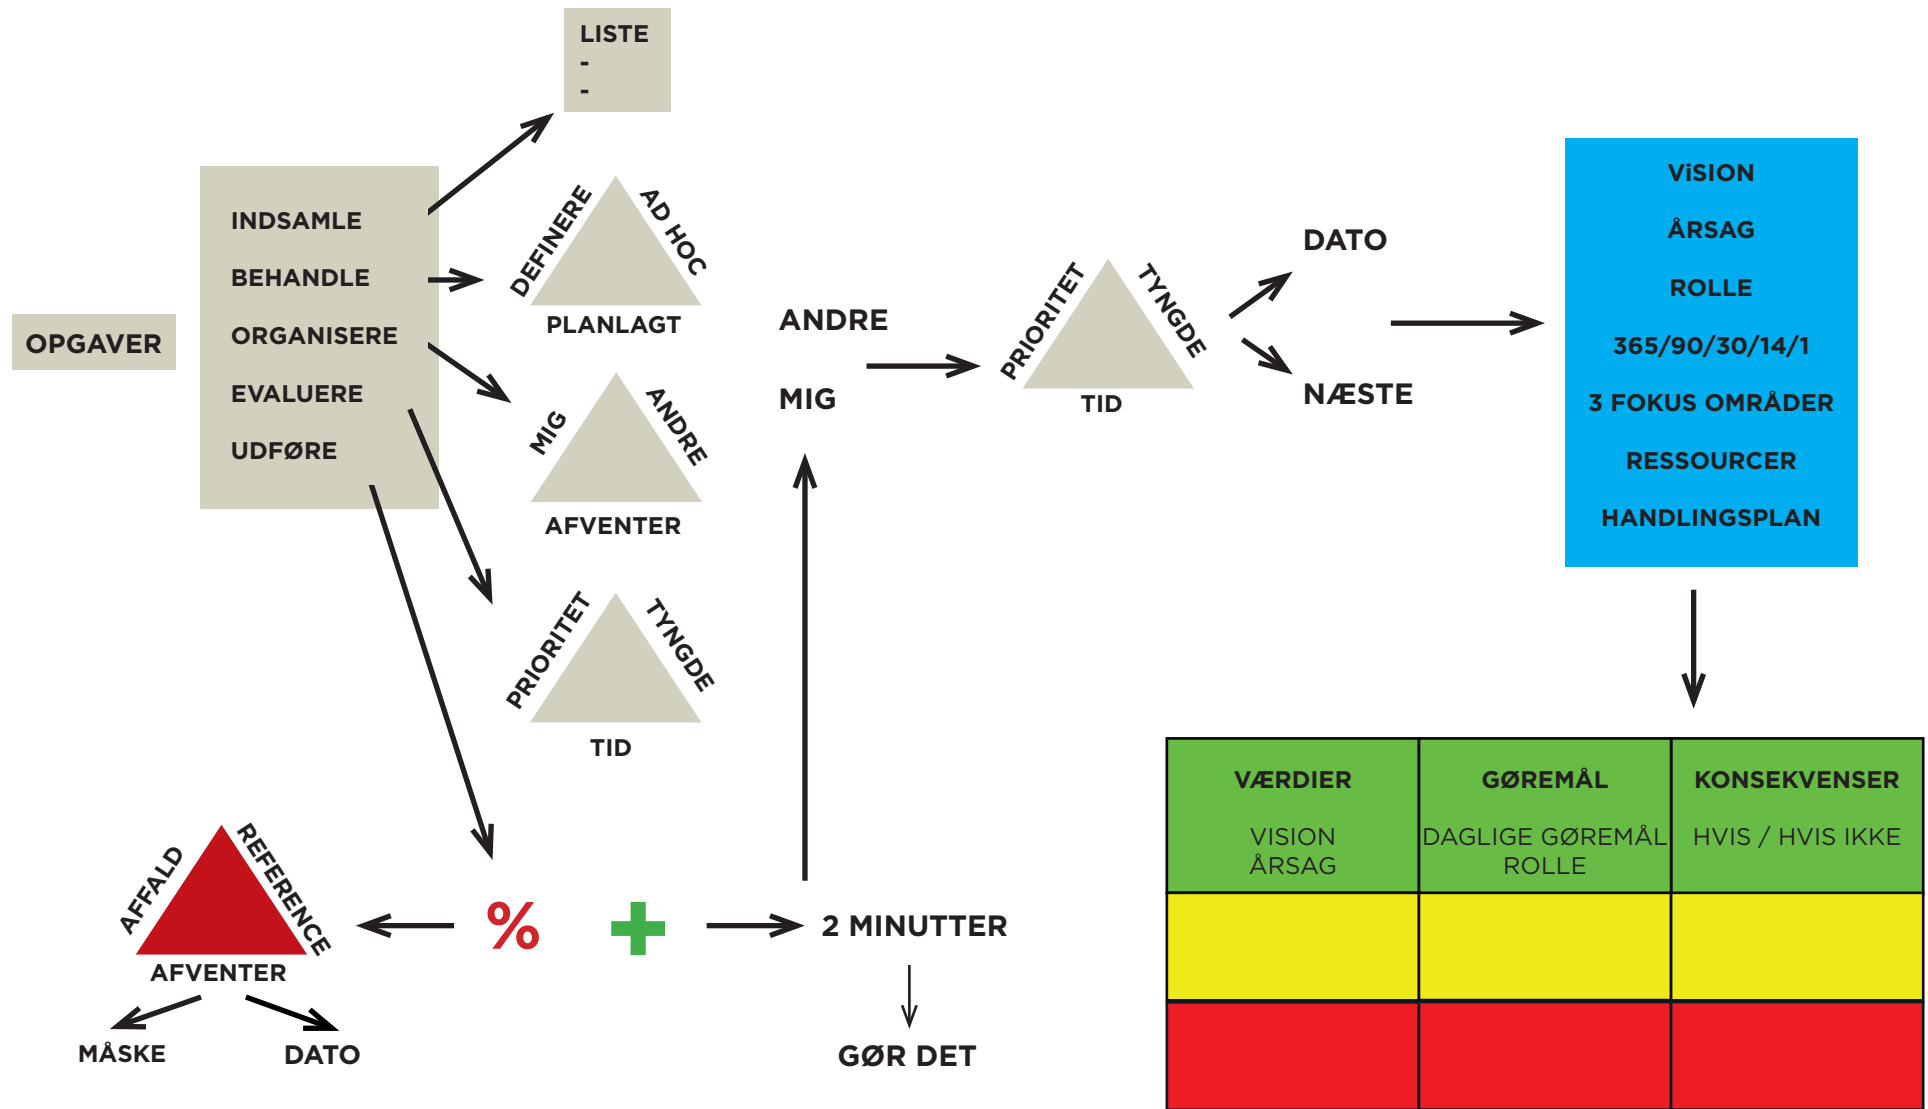 LISTE
-
-
OPGAVER
INDSAMLE
BEHANDLE
ORGANISERE
EVALUERE
UDFØRE
DEFINERE
AD HOC
PLANLAGT
MIG
ANDRE
AFVENTER
PRIORITET
TYNGDE
TID
ANDRE
MIG
PRIORITET
TYNGDE
TID
DATO
NÆSTE
ViSION
ÅRSAG
ROLLE
365/90/30/14/1
3 FOKUS OMRÅDER
RESSOURCER
HANDLINGSPLAN
AFFALD
REFERENCE
AFVENTER
MÅSKE
DATO
%
+
2 MINUTTER
GØR DET
VÆRDIER
VISION
ÅRSAG
GØREMÅL
DAGLIGE GØREMÅL
ROLLE
KONSEKVENSER
HVIS / HVIS IKKE